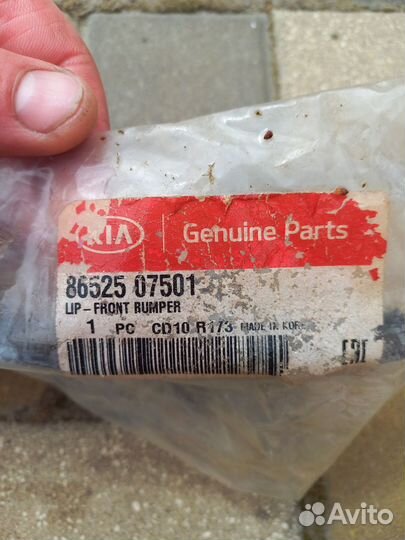 KIA
Genuine Parts
86525 07501
LIP-FRONT BUMPER
1 PC CD10 R173 MADE IN KOREA
EAC
Avito